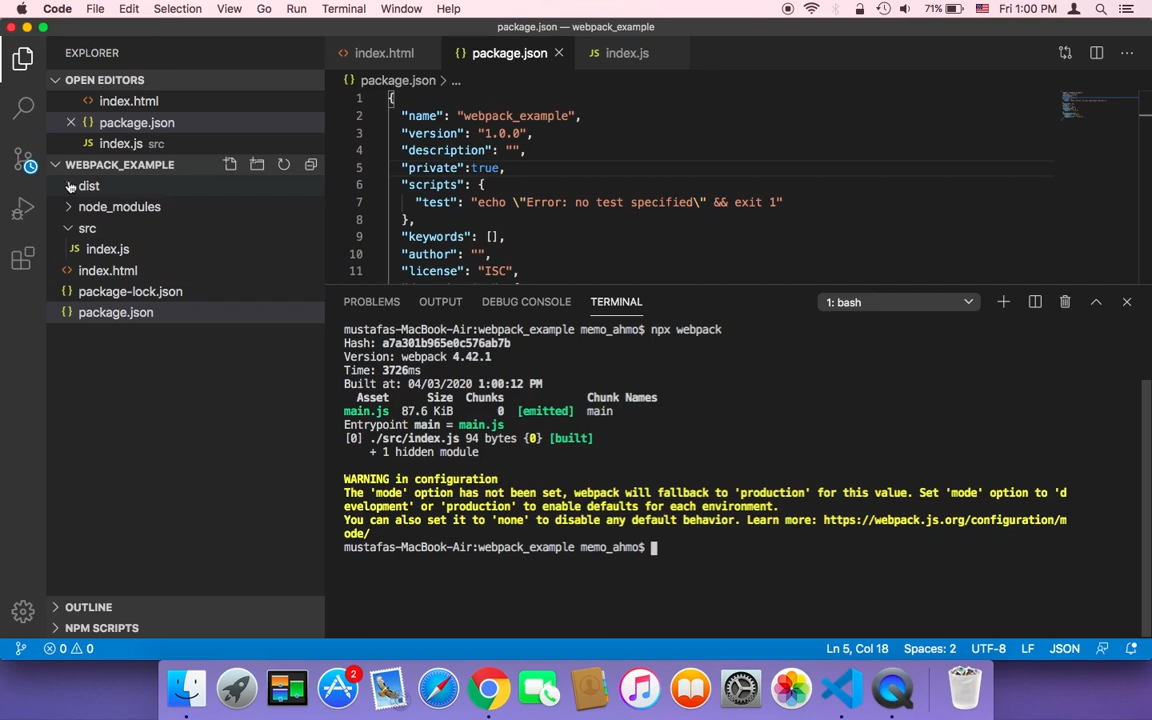 Code File Edit Selection View Go Run Terminal Window Help 71% Fri 1:00 PM
package.json — webpack_example
EXPLORER
index.html
package.json
index.js
OPEN EDITORS
index.html
package.json
index.js src
WEBPACK_EXAMPLE
dist
node_modules
src
JS index.js
index.html
package-lock.json
package.json
OUTLINE
NPM SCRIPTS
{} package.json > ...
1 {
2 "name": "webpack_example",
3 "version": "1.0.0",
4 "description": "",
5 "private":true,
6 "scripts": {
7 "test": "echo \"Error: no test specified\" && exit 1"
8 },
9 "keywords": [],
10 "author": "",
11 "license": "ISC",
PROBLEMS OUTPUT DEBUG CONSOLE TERMINAL 1: bash
mustafas-MacBook-Air:webpack_example memo_ahmo$ npx webpack
Hash: a7a301b965e0c576ab7b
Version: webpack 4.42.1
Time: 3726ms
Built at: 04/03/2020 1:00:12 PM
Asset Size Chunks Chunk Names
main.js 87.6 KiB 0 [emitted] main
Entrypoint main = main.js
[0] ./src/index.js 94 bytes {0} [built]
+ 1 hidden module
WARNING in configuration
The 'mode' option has not been set, webpack will fallback to 'production' for this value. Set 'mode' option to 'd
evelopment' or 'production' to enable defaults for each environment.
You can also set it to 'none' to disable any default behavior. Learn more: https://webpack.js.org/configuration/m
ode/
mustafas-MacBook-Air:webpack_example memo_ahmo$
0 0 Ln 5, Col 18 Spaces: 2 UTF-8 LF JSON
2